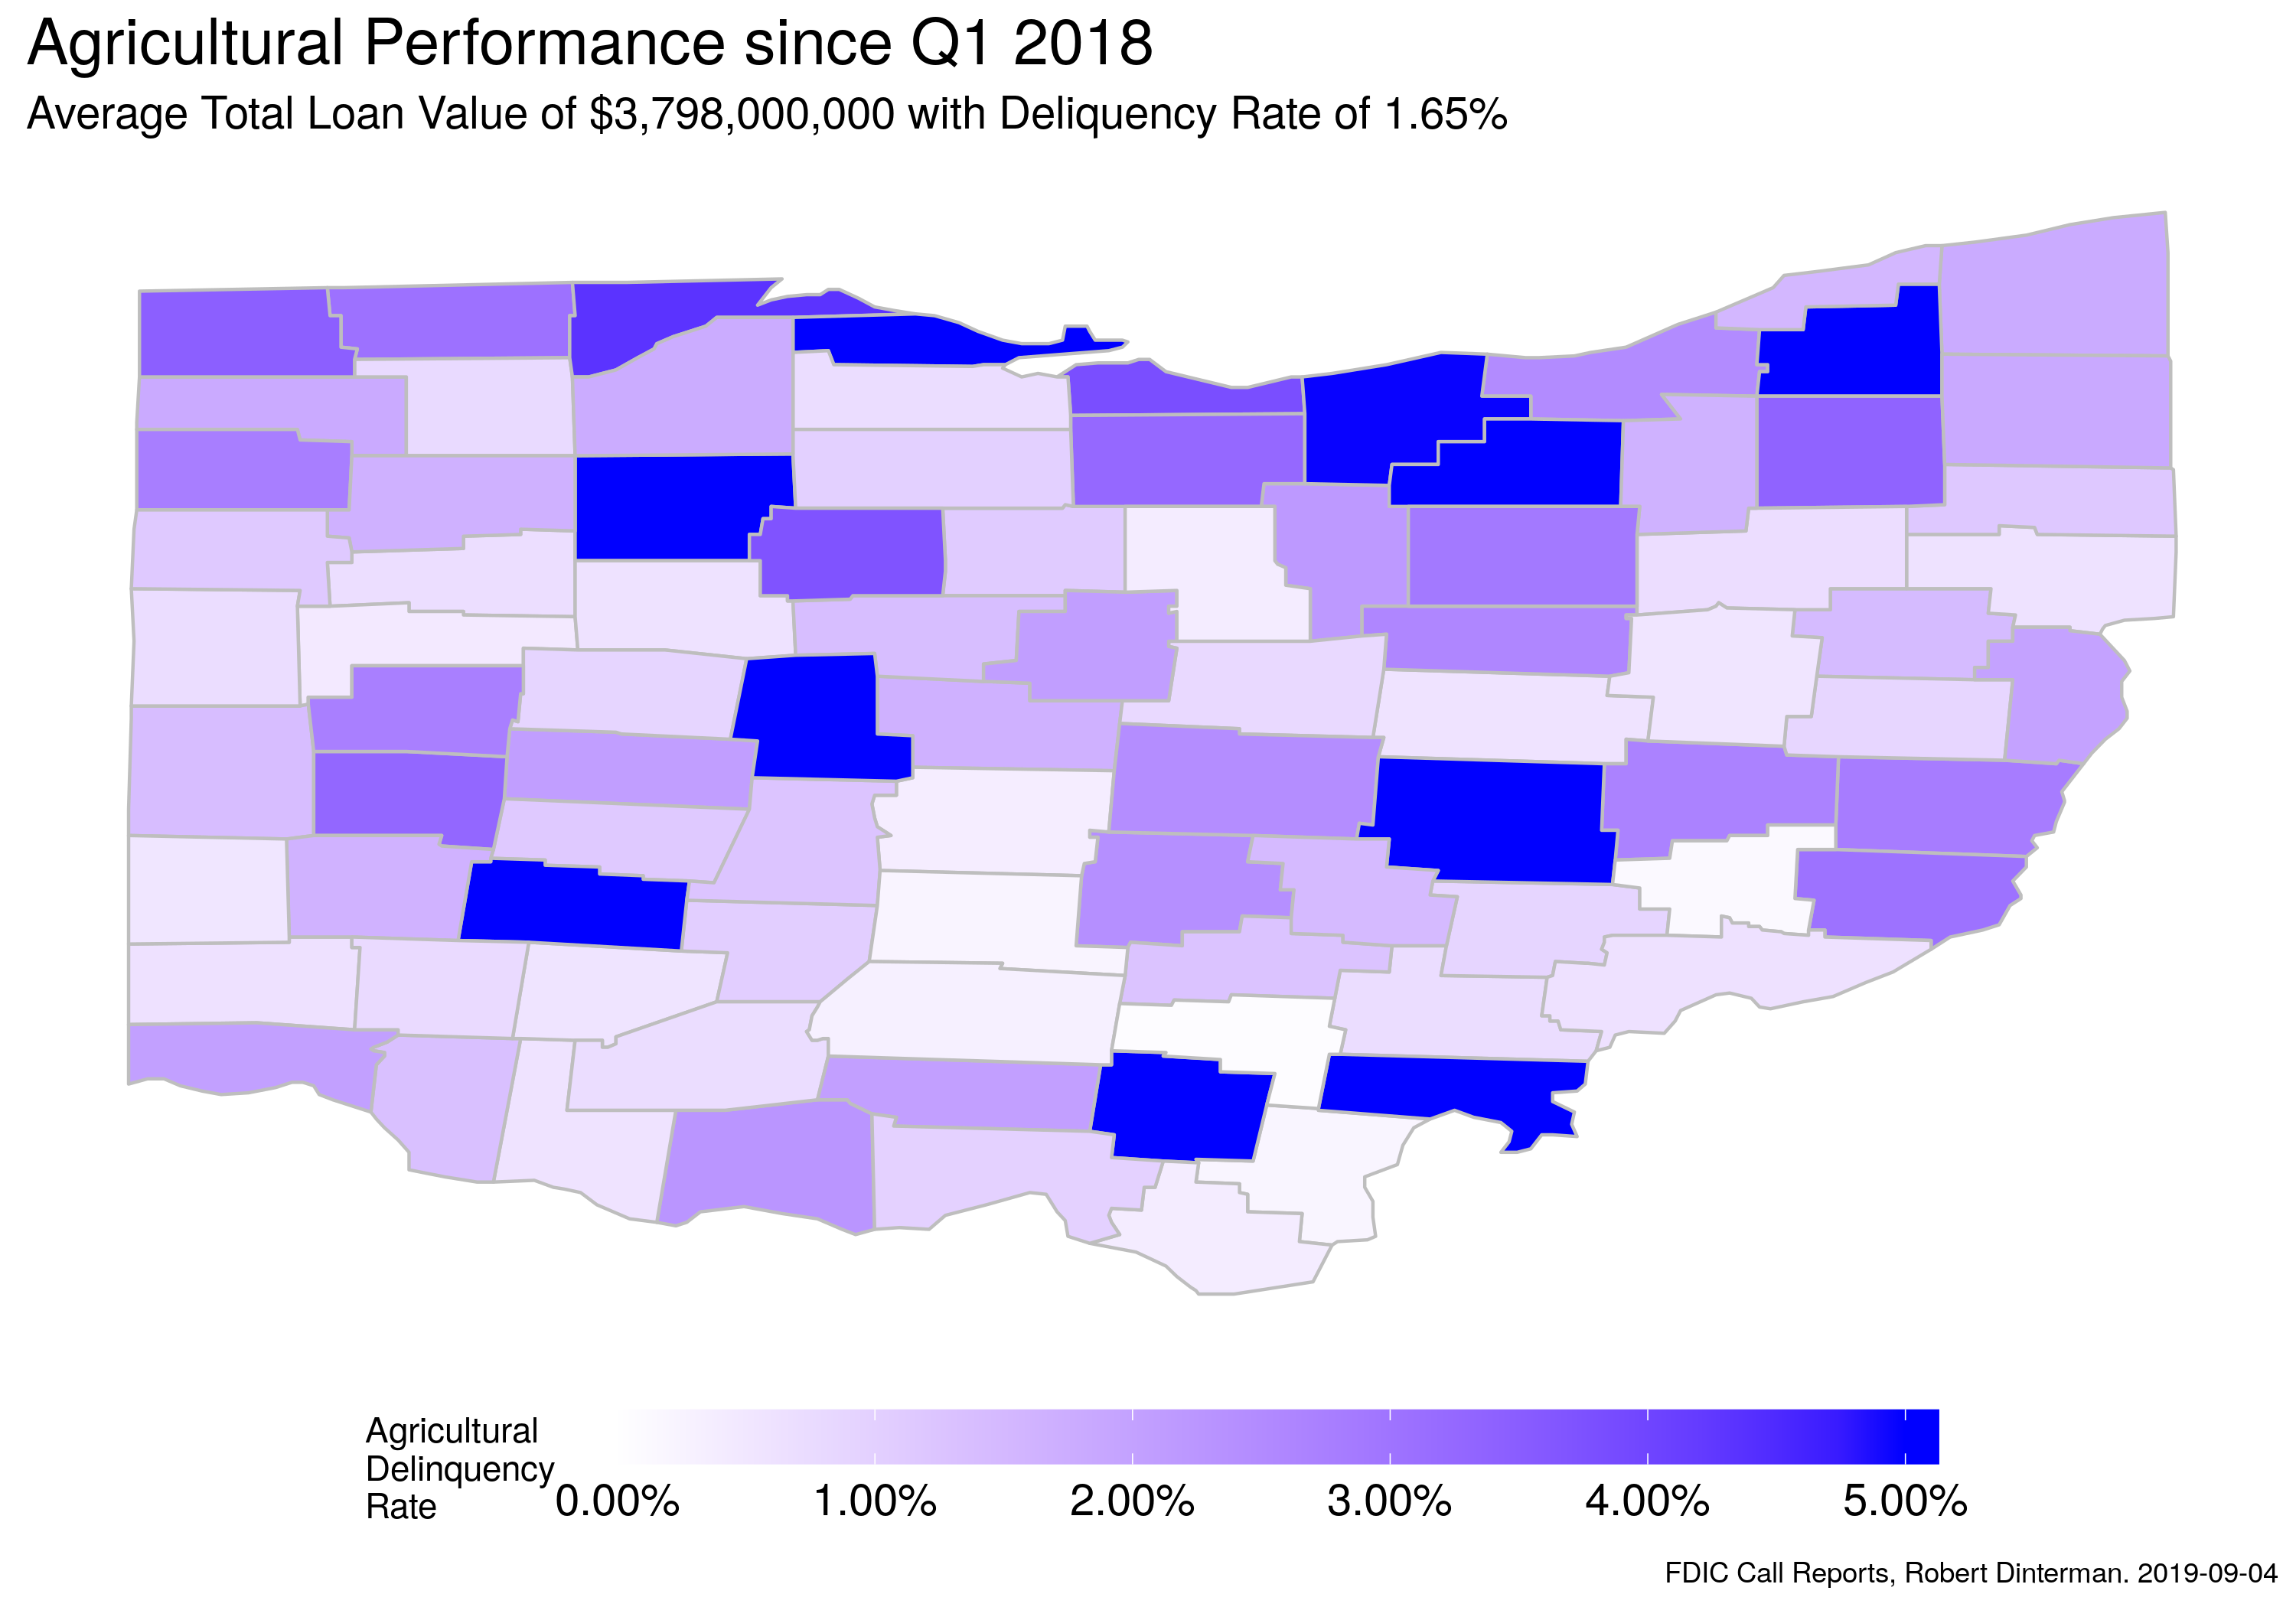 Agricultural Performance since Q1 2018
Average Total Loan Value of $3,798,000,000 with Deliquency Rate of 1.65%
Agricultural
Delinquency
Rate
0.00% 1.00% 2.00% 3.00% 4.00% 5.00%
FDIC Call Reports, Robert Dinterman. 2019-09-04